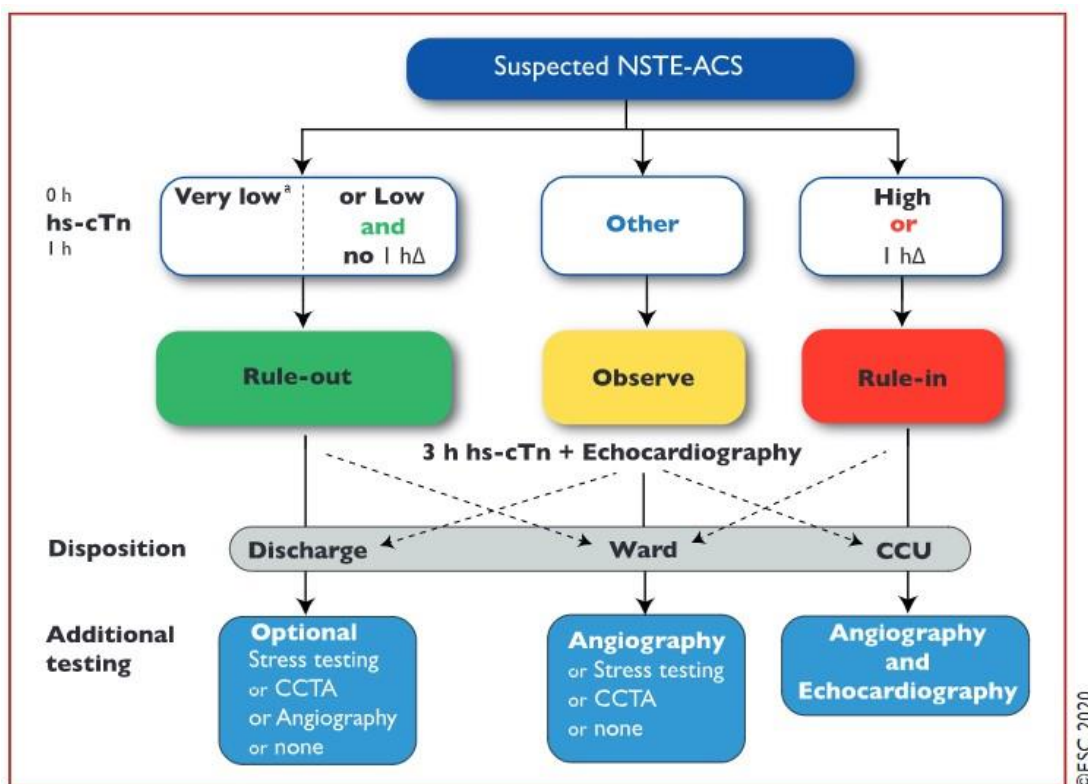 Suspected NSTE-ACS
0 h
hs-cTn
1 h
Very low a
or Low
and
no 1 hΔ
Other
High
or
1 hΔ
Rule-out
Observe
Rule-in
3 h hs-cTn + Echocardiography
Disposition
Discharge
Ward
CCU
Additional
testing
Optional
Stress testing
or CCTA
or Angiography
or none
Angiography
or Stress testing
or CCTA
or none
Angiography
and
Echocardiography
©ESC 2020